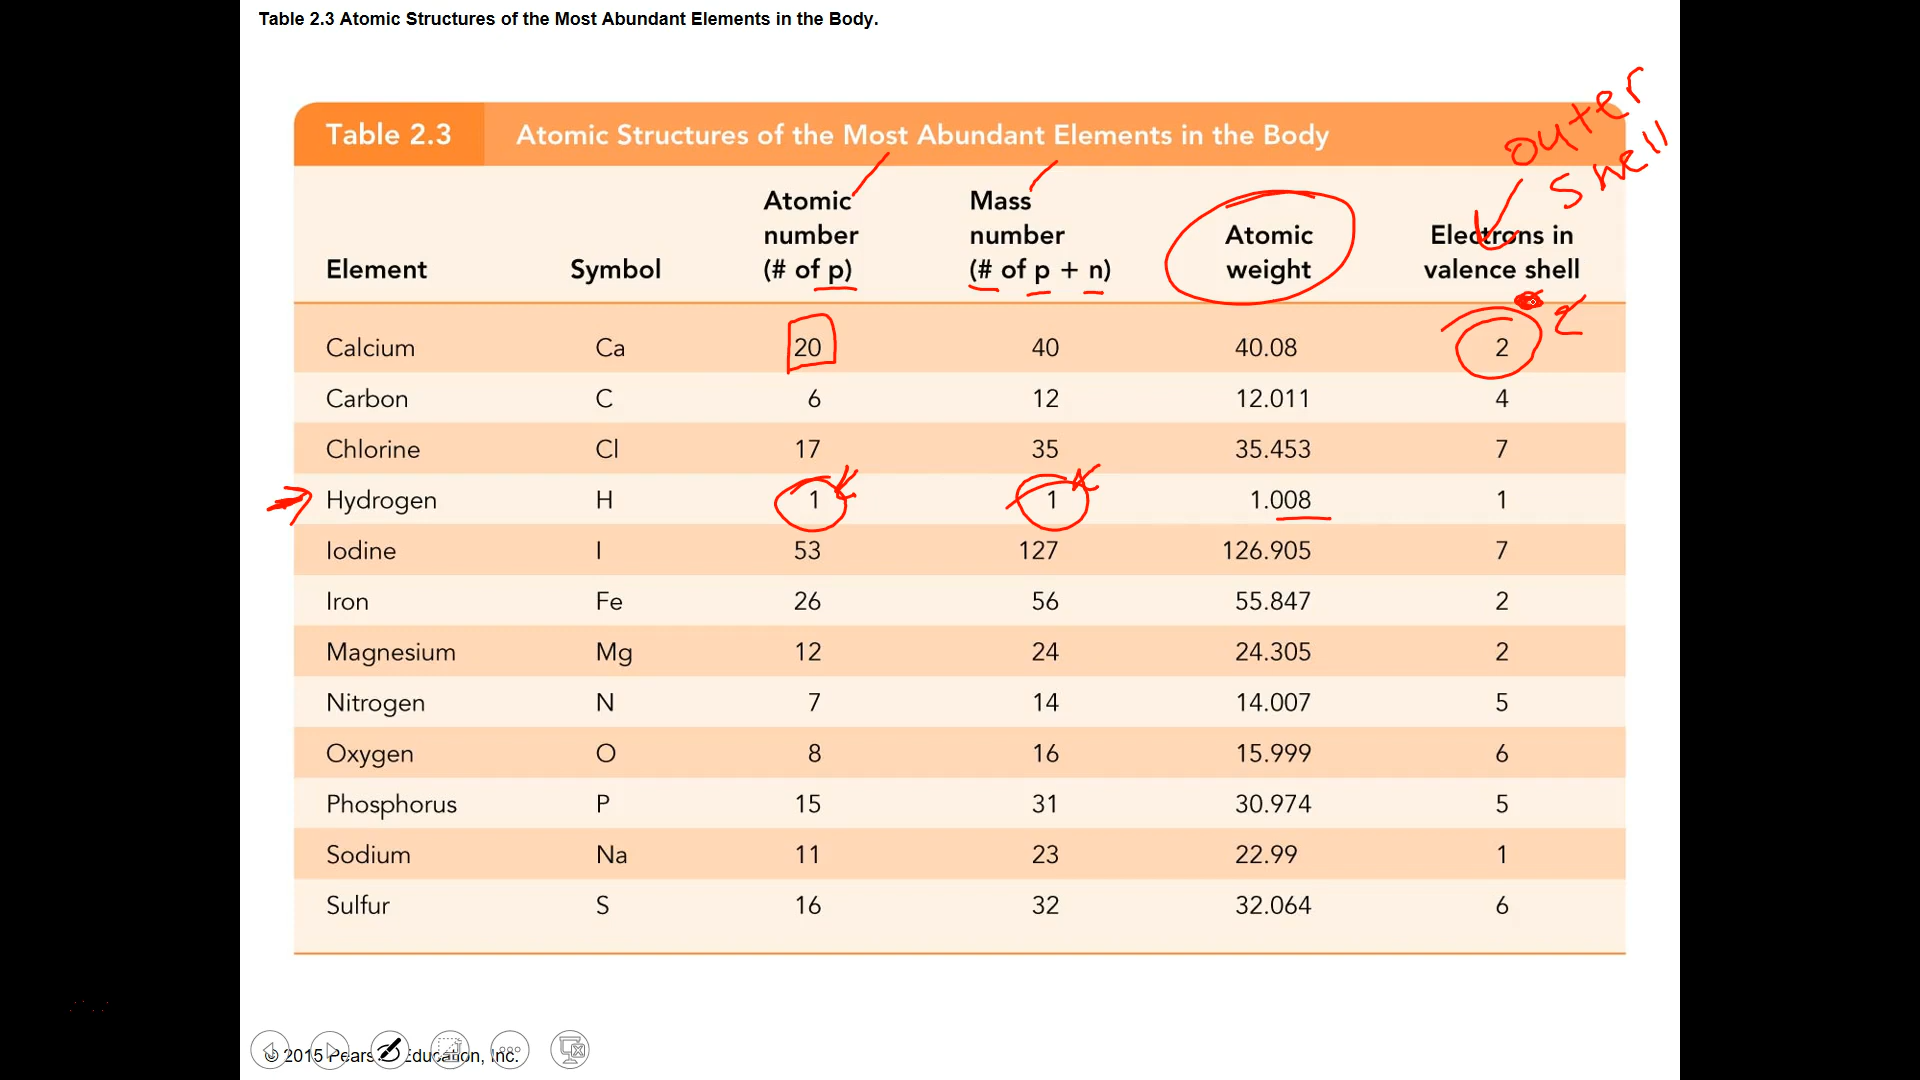 Table 2.3 Atomic Structures of the Most Abundant Elements in the Body.
outer
shell
Table 2.3 Atomic Structures of the Most Abundant Elements in the Body
Element Symbol Atomic number (# of p) Mass number (# of p + n) Atomic weight Electrons in valence shell
Calcium Ca 20 40 40.08 2
Carbon C 6 12 12.011 4
Chlorine Cl 17 35 35.453 7
Hydrogen H 1 1 1.008 1
Iodine I 53 127 126.905 7
Iron Fe 26 56 55.847 2
Magnesium Mg 12 24 24.305 2
Nitrogen N 7 14 14.007 5
Oxygen O 8 16 15.999 6
Phosphorus P 15 31 30.974 5
Sodium Na 11 23 22.99 1
Sulfur S 16 32 32.064 6
© 2015 Pearson Education, Inc.